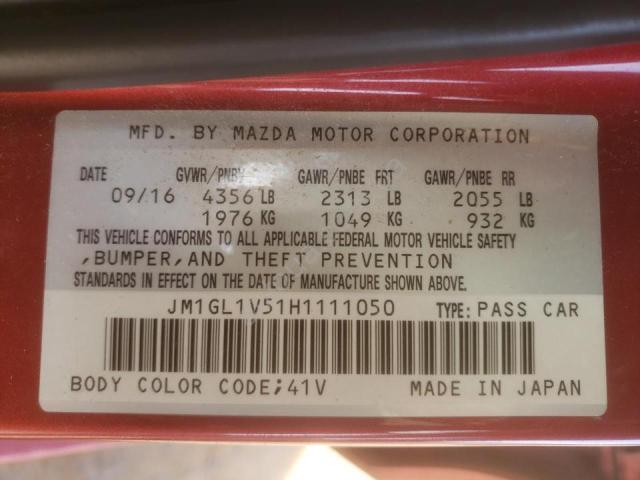 MFD. BY MAZDA MOTOR CORPORATION
DATE GVWR/PNBV GAWR/PNBE FRT GAWR/PNBE RR
09/16 4356 LB 2313 LB 2055 LB
1976 KG 1049 KG 932 KG
THIS VEHICLE CONFORMS TO ALL APPLICABLE FEDERAL MOTOR VEHICLE SAFETY
,BUMPER,AND THEFT PREVENTION
STANDARDS IN EFFECT ON THE DATE OF MANUFACTURE SHOWN ABOVE.
JM1GL1V51H1111050 TYPE: PASS CAR
BODY COLOR CODE;41V MADE IN JAPAN